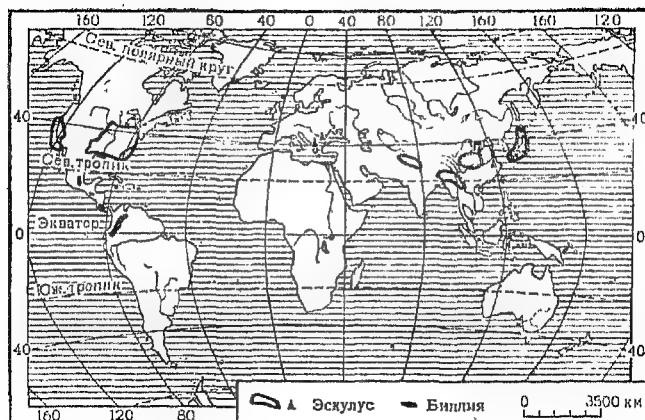 160 120 80 40 0 40 80 120 160 160 120
А
Сев. полярный круг
40 40
Сев. тропик
Экватор
0 0
Юж. тропик
40 40
160 120 80
Эскулус Биллия 0 3500 км